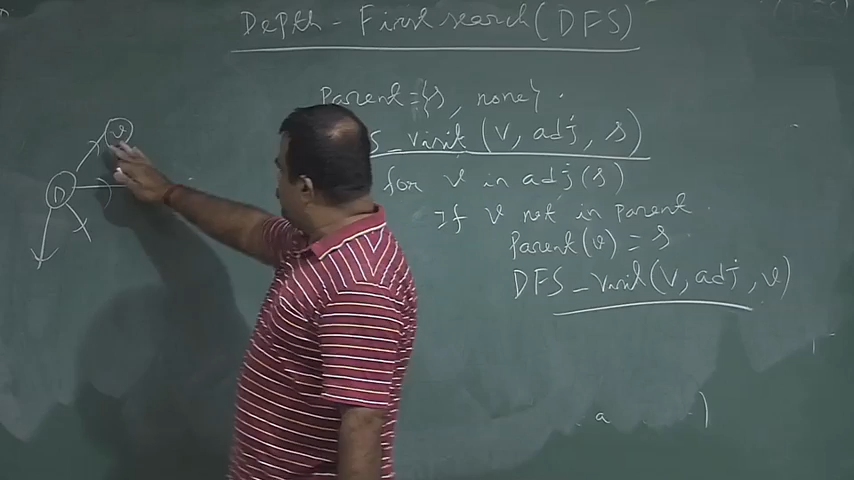 Depth - First search (DFS)
Parent = {s, none}.
S_visit (V, adj, s)
for v in adj(s)
If v not in parent.
Parent(v) = s
DFS_visit(V, adj, v)
v
D
a )